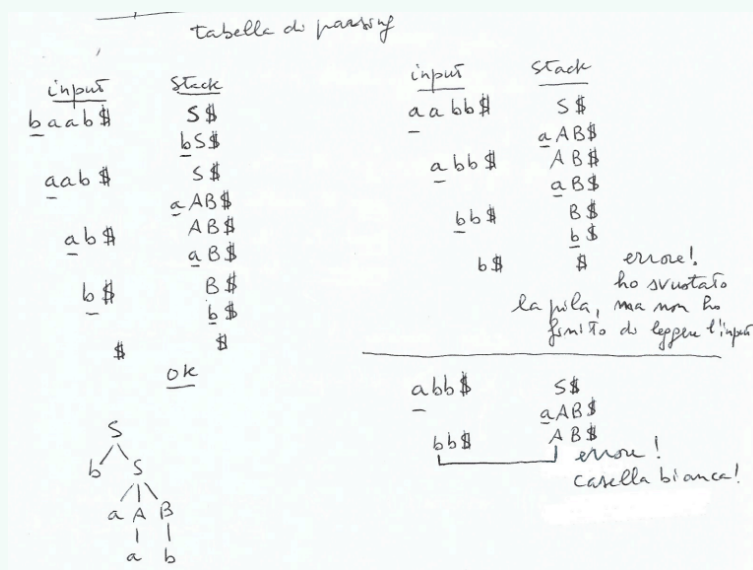 tabella di parsing
input Stack
baab$ S$
bS$
aab$ S$
aAB$
ab$ AB$
aB$
b$ B$
b$
$ $
ok
S
b S
a A B
a b
input Stack
aabb$ S$
aAB$
abb$ AB$
aB$
bb$ B$
b$
b$ $ errore!
ho svuotato
la pila, ma non ho
finito di leggere l'input
abb$ S$
aAB$
bb$ AB$
errore!
casella bianca!